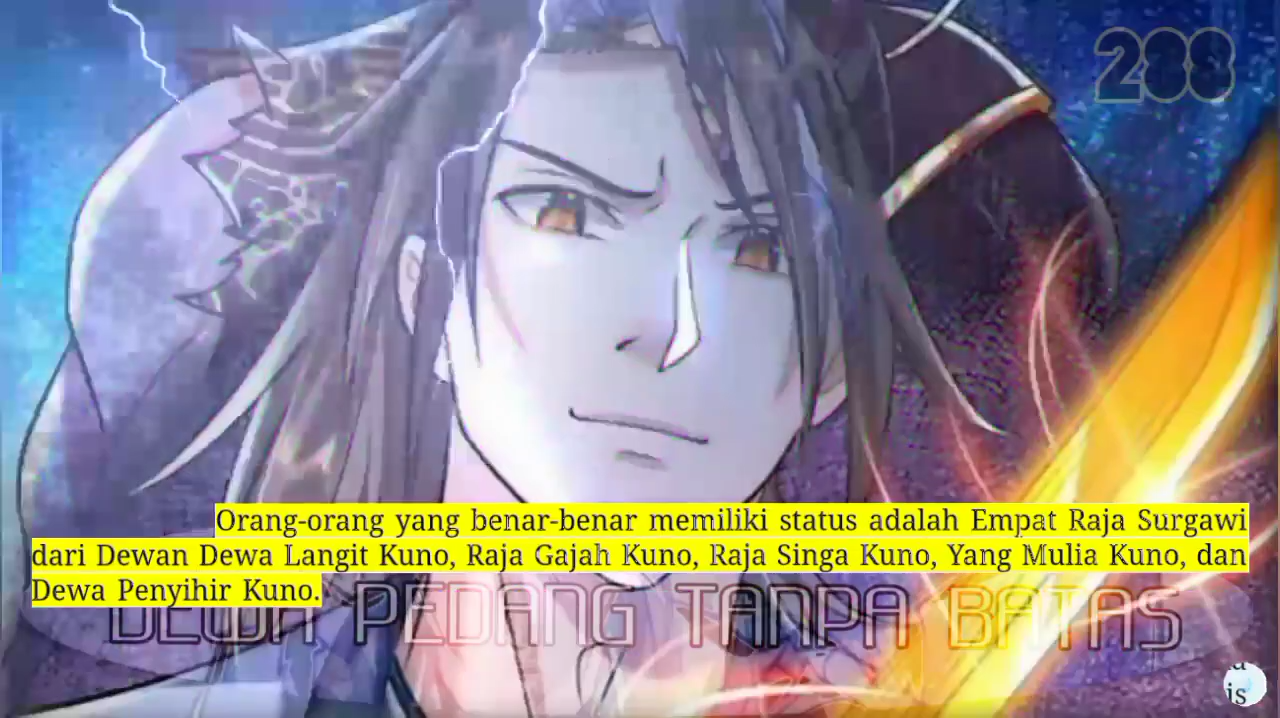 288
Orang-orang yang benar-benar memiliki status adalah Empat Raja Surgawi
dari Dewan Dewa Langit Kuno, Raja Gajah Kuno, Raja Singa Kuno, Yang Mulia Kuno, dan
Dewa Penyihir Kuno.
DEWA PEDANG TANPA BATAS
is